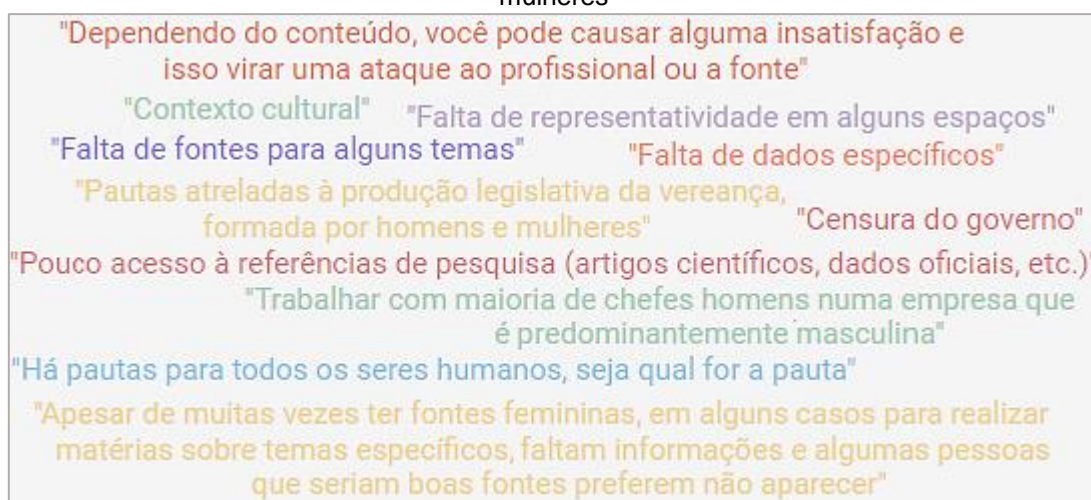 mulheres
"Dependendo do conteúdo, você pode causar alguma insatisfação e
isso virar uma ataque ao profissional ou a fonte"
"Contexto cultural" "Falta de representatividade em alguns espaços"
"Falta de fontes para alguns temas" "Falta de dados específicos"
"Pautas atreladas à produção legislativa da vereança,
formada por homens e mulheres" "Censura do governo"
"Pouco acesso à referências de pesquisa (artigos científicos, dados oficiais, etc.)"
"Trabalhar com maioria de chefes homens numa empresa que
é predominantemente masculina"
"Há pautas para todos os seres humanos, seja qual for a pauta"
"Apesar de muitas vezes ter fontes femininas, em alguns casos para realizar
matérias sobre temas específicos, faltam informações e algumas pessoas
que seriam boas fontes preferem não aparecer"